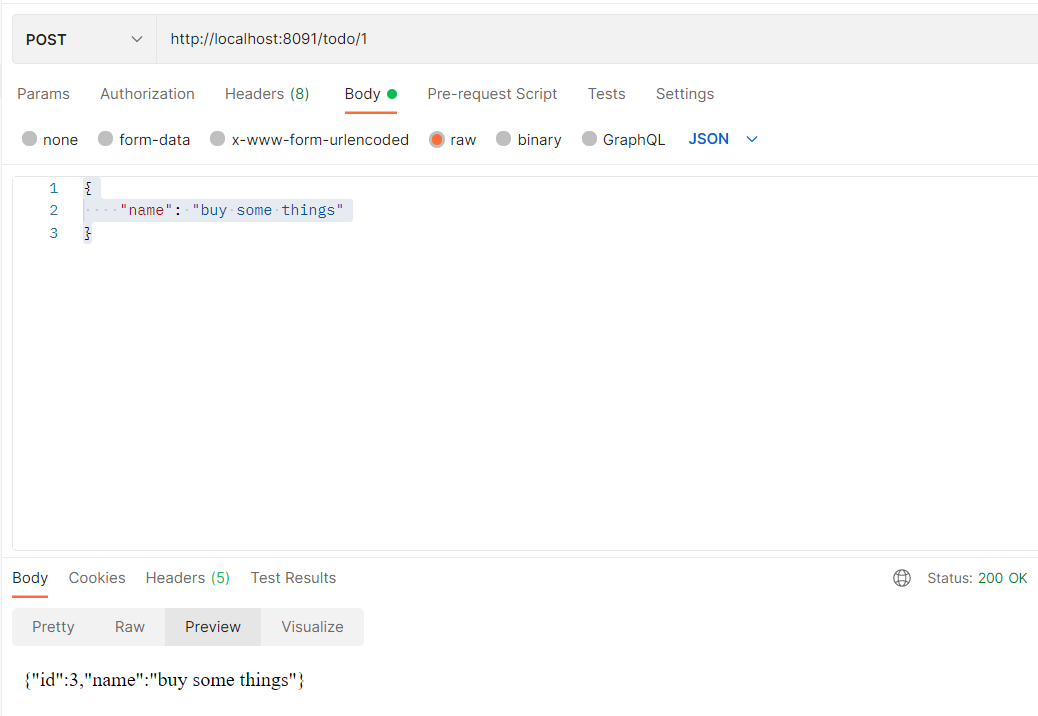 POST http://localhost:8091/todo/1
Params Authorization Headers (8) Body Pre-request Script Tests Settings
none form-data x-www-form-urlencoded raw binary GraphQL JSON
1 {
2 "name": "buy some things"
3 }
Body Cookies Headers (5) Test Results Status: 200 OK
Pretty Raw Preview Visualize
{"id":3,"name":"buy some things"}